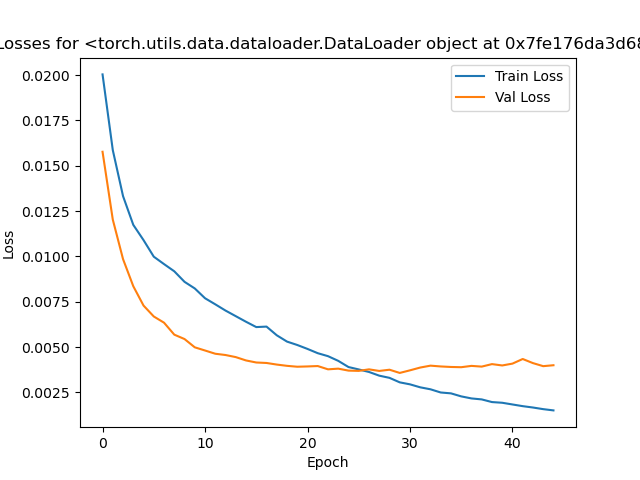 Losses for <torch.utils.data.dataloader.DataLoader object at 0x7fe176da3d68
Train Loss
Val Loss
0.0200
0.0175
0.0150
0.0125
0.0100
0.0075
0.0050
0.0025
Loss
0 10 20 30 40
Epoch